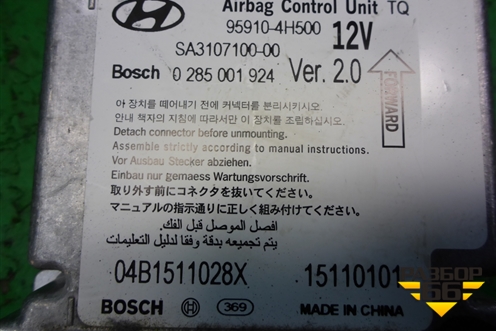 Airbag Control Unit TQ
95910-4H500 12V
SA3107100-00
Bosch 0 285 001 924 Ver. 2.0
FORWARD
이 장치를 떼어내기 전에 커넥터를 분리시키시오.
안내 책자의 지침에 따라서만 이 장치를 조립하십시오.
Detach connector before unmounting.
Assemble strictly according to manual instructions.
Vor Ausbau Stecker abziehen.
Einbau nur gemaess Wartungsvorschrift.
取り外す前にコネクタを抜いてください。
マニュアルの指示通りに正しく組み付けてください。
افصل الموصل قبل الفك.
يتم تجميعه بدقة وفقا لدليل التعليمات
04B1511028X 15110101
BOSCH 369 MADE IN CHINA
РАЗБОР
66